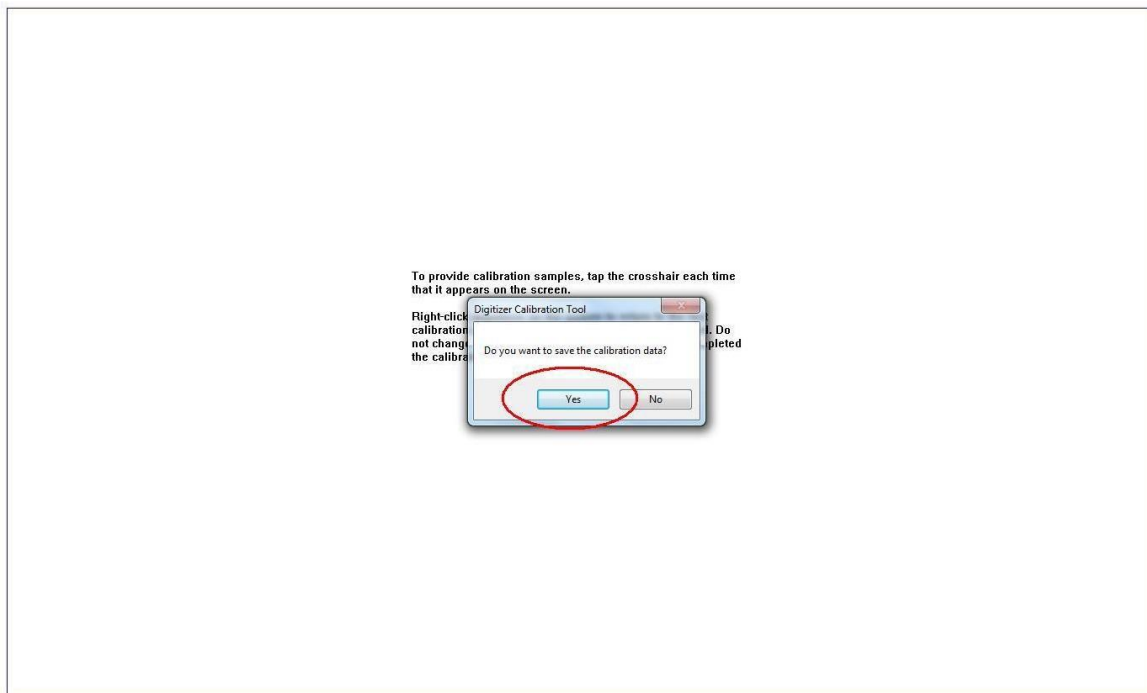 To provide calibration samples, tap the crosshair each time
that it appears on the screen.
Digitizer Calibration Tool
Right-click
calibration l. Do
not change pleted
the calibra
Do you want to save the calibration data?
Yes No